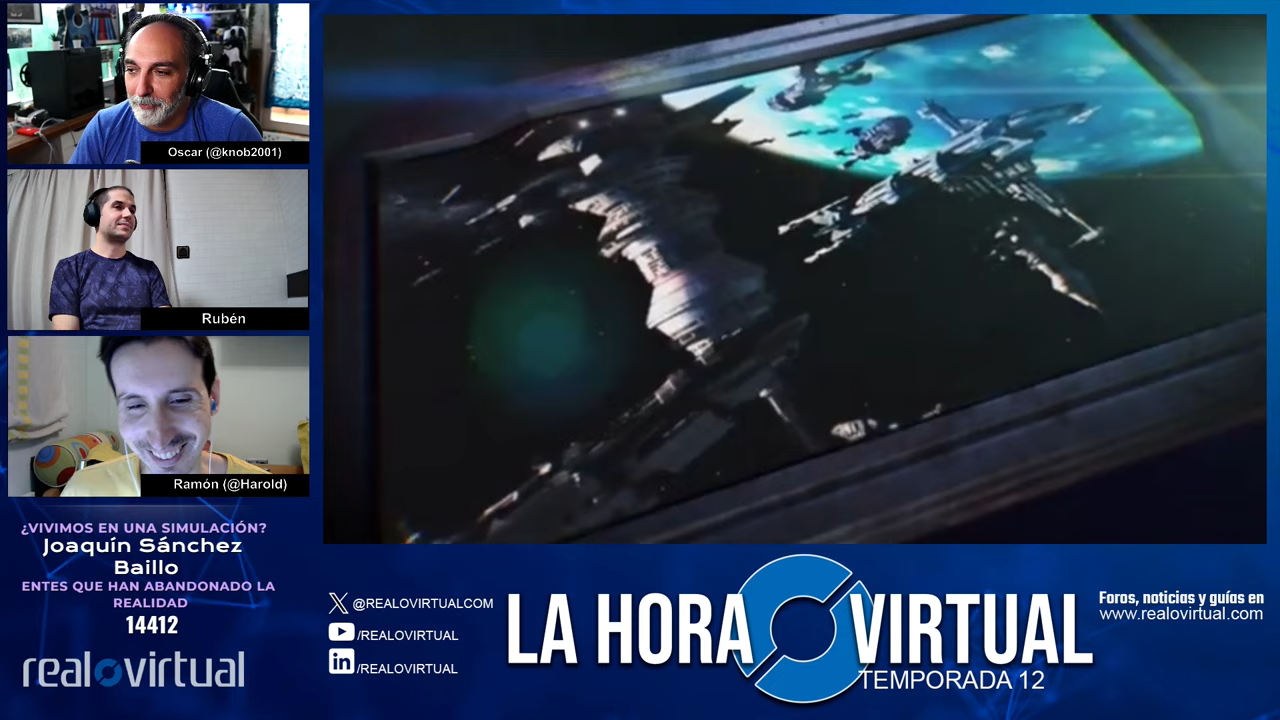 Oscar (@knob2001)
Rubén
Ramón (@Harold)
¿VIVIMOS EN UNA SIMULACIÓN?
Joaquín Sánchez
Baillo
ENTES QUE HAN ABANDONADO LA
REALIDAD
14412
realovirtual
@REALOVIRTUALCOM
/REALOVIRTUAL
/REALOVIRTUAL
LA HORA VIRTUAL
TEMPORADA 12
Foros, noticias y guías en
www.realovirtual.com